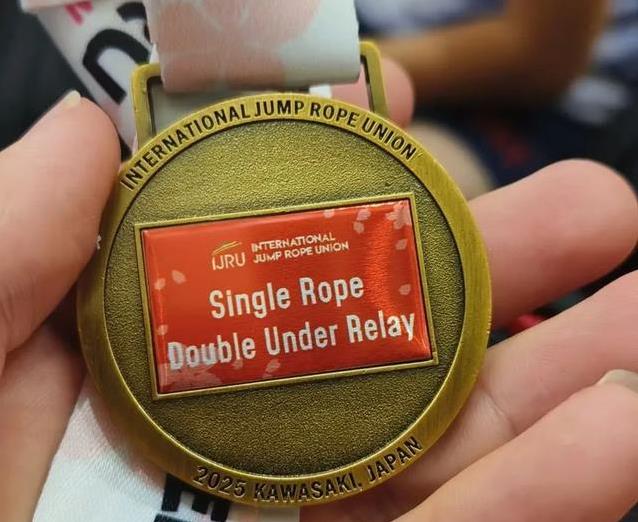 INTERNATIONAL JUMP ROPE UNION
IJRU
INTERNATIONAL
JUMP ROPE UNION
Single Rope
Double Under Relay
2025 KAWASAKI, JAPAN